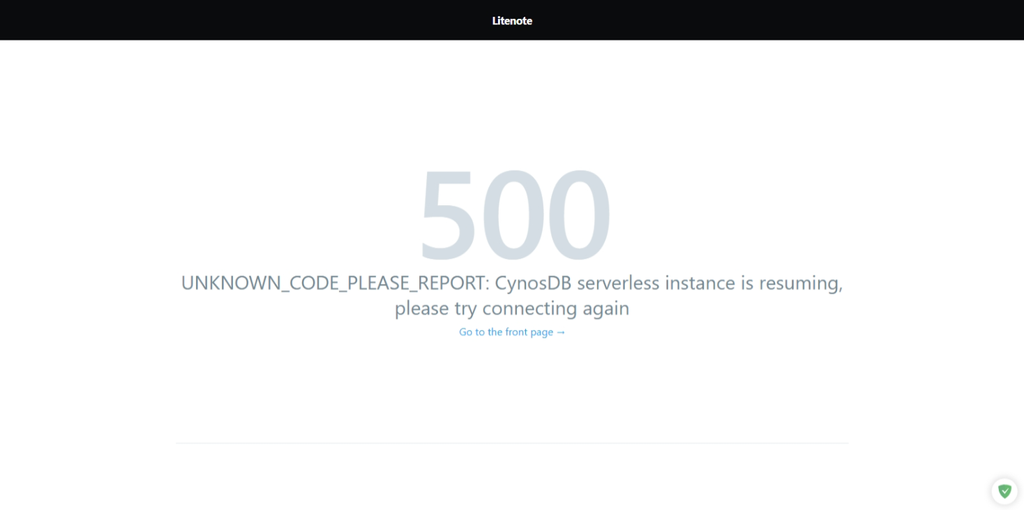 Litenote
500
UNKNOWN_CODE_PLEASE_REPORT: CynosDB serverless instance is resuming,
please try connecting again
Go to the front page →